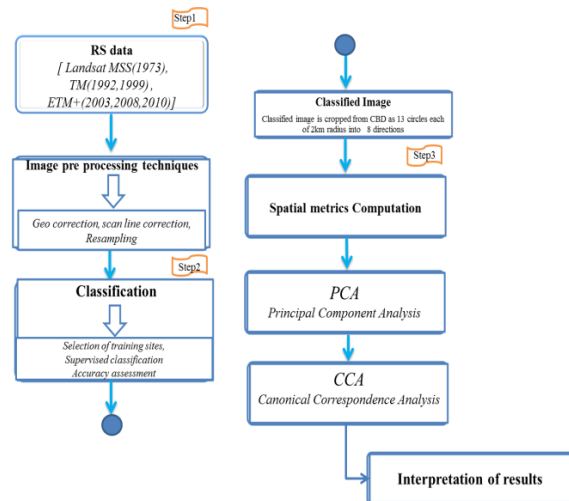 Step1
RS data
[ Landsat MSS(1973),
TM(1992,1999) ,
ETM+(2003,2008,2010)]
Image pre processing techniques
Geo correction, scan line correction,
Resampling
Step2
Classification
Selection of training sites,
Supervised classification
Accuracy assessment
Classified Image
Classified image is cropped from CBD as 13 circles each
of 2km radius into 8 directions
Step3
Spatial metrics Computation
PCA
Principal Component Analysis
CCA
Canonical Correspondence Analysis
Interpretation of results